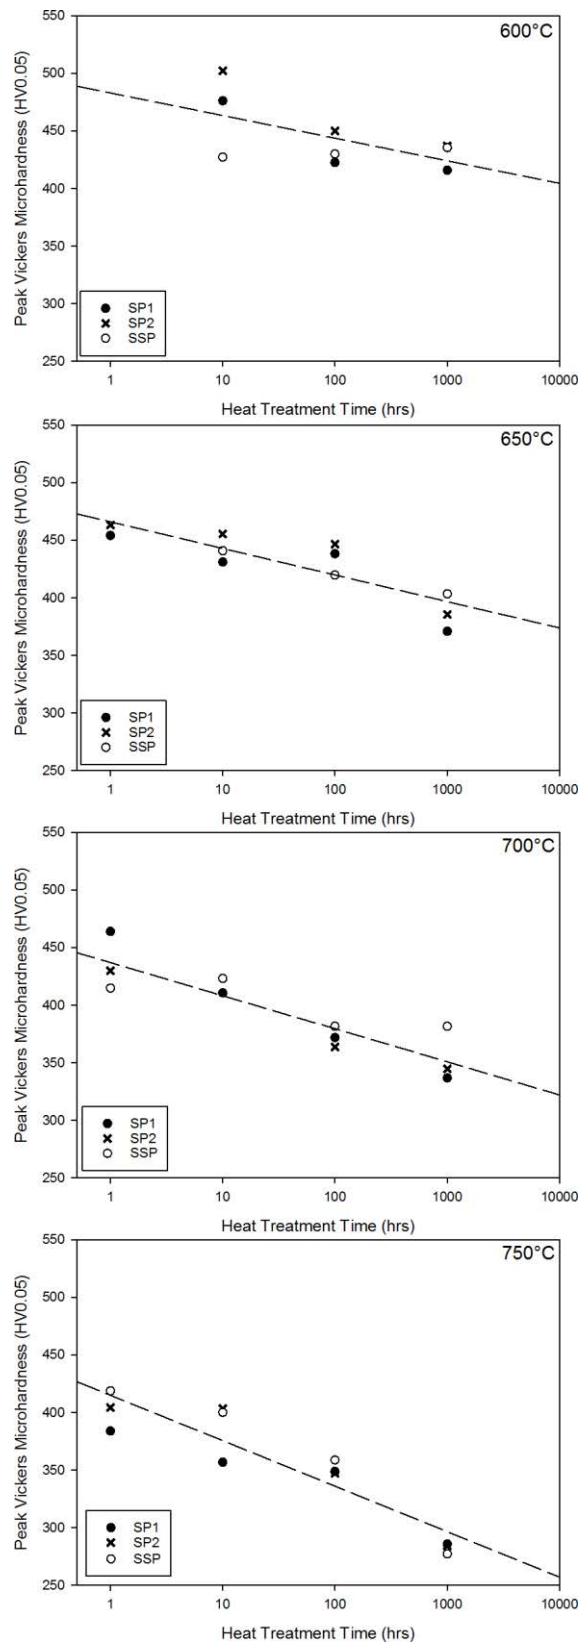 600°C
550
500
450
400
350
300
250
Peak Vickers Microhardness (HV0.05)
SP1
SP2
SSP
1 10 100 1000 10000
Heat Treatment Time (hrs)
650°C
550
500
450
400
350
300
250
Peak Vickers Microhardness (HV0.05)
SP1
SP2
SSP
1 10 100 1000 10000
Heat Treatment Time (hrs)
700°C
550
500
450
400
350
300
250
Peak Vickers Microhardness (HV0.05)
SP1
SP2
SSP
1 10 100 1000 10000
Heat Treatment Time (hrs)
750°C
550
500
450
400
350
300
250
Peak Vickers Microhardness (HV0.05)
SP1
SP2
SSP
1 10 100 1000 10000
Heat Treatment Time (hrs)